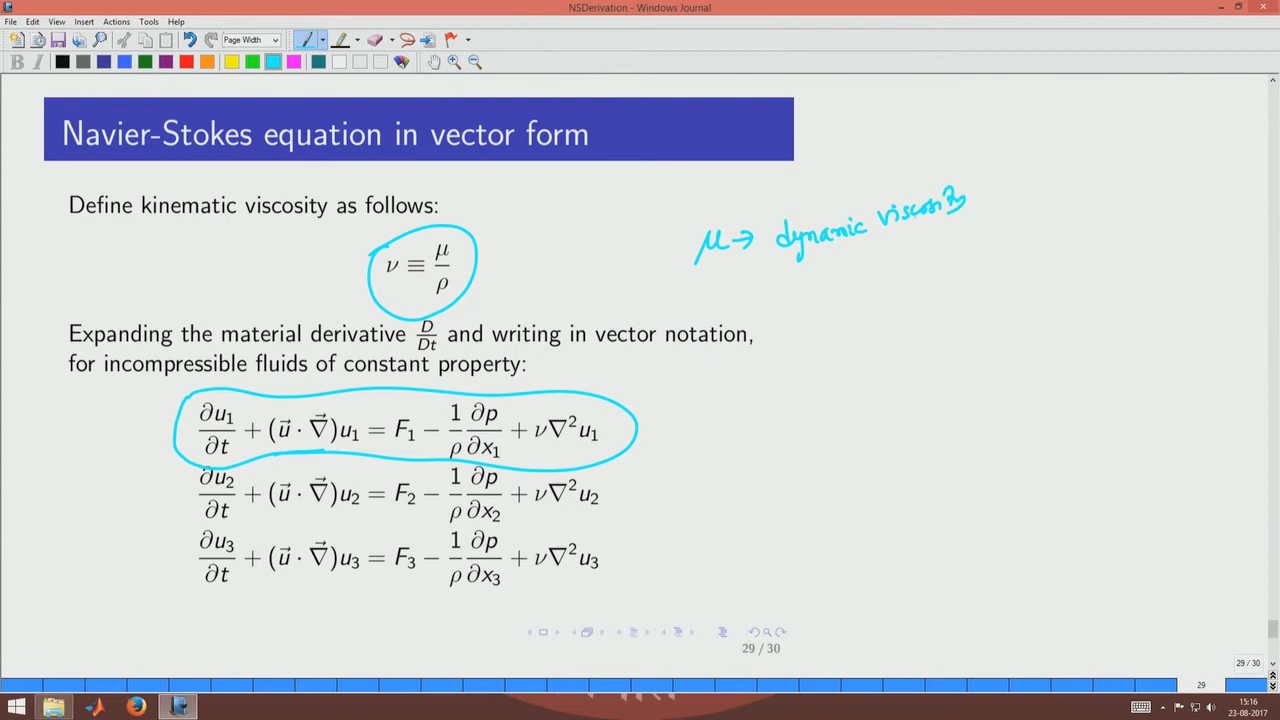 NSDerivation - Windows Journal
File Edit View Insert Actions Tools Help
Page Width
B I
Navier-Stokes equation in vector form
Define kinematic viscosity as follows:
μ → dynamic viscosity
ν ≡ μ/ρ
Expanding the material derivative D/Dt and writing in vector notation,
for incompressible fluids of constant property:
∂u₁/∂t + (u⃗ · ∇⃗)u₁ = F₁ − 1/ρ ∂p/∂x₁ + ν∇²u₁
∂u₂/∂t + (u⃗ · ∇⃗)u₂ = F₂ − 1/ρ ∂p/∂x₂ + ν∇²u₂
∂u₃/∂t + (u⃗ · ∇⃗)u₃ = F₃ − 1/ρ ∂p/∂x₃ + ν∇²u₃
29 / 30
29 / 30
29
15:16
23-08-2017